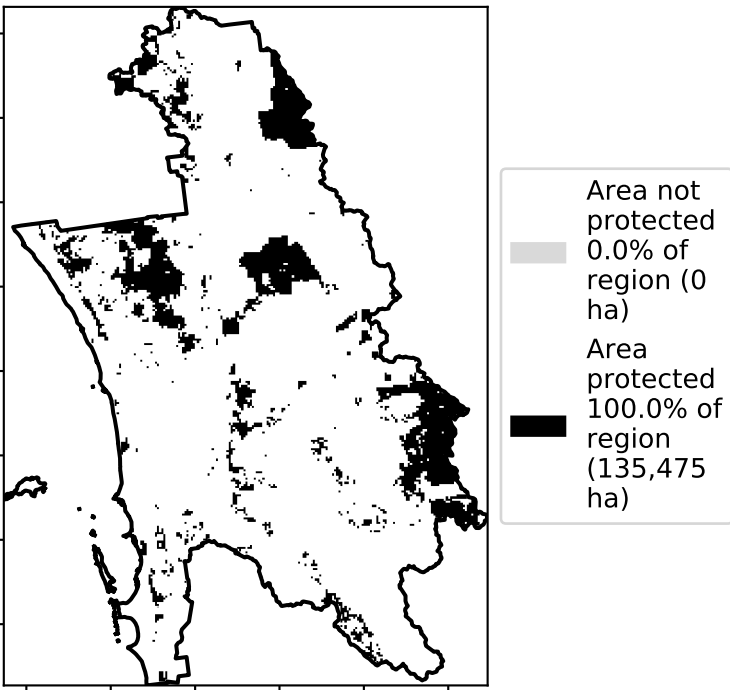 Area not
protected
0.0% of
region (0
ha)
Area
protected
100.0% of
region
(135,475
ha)